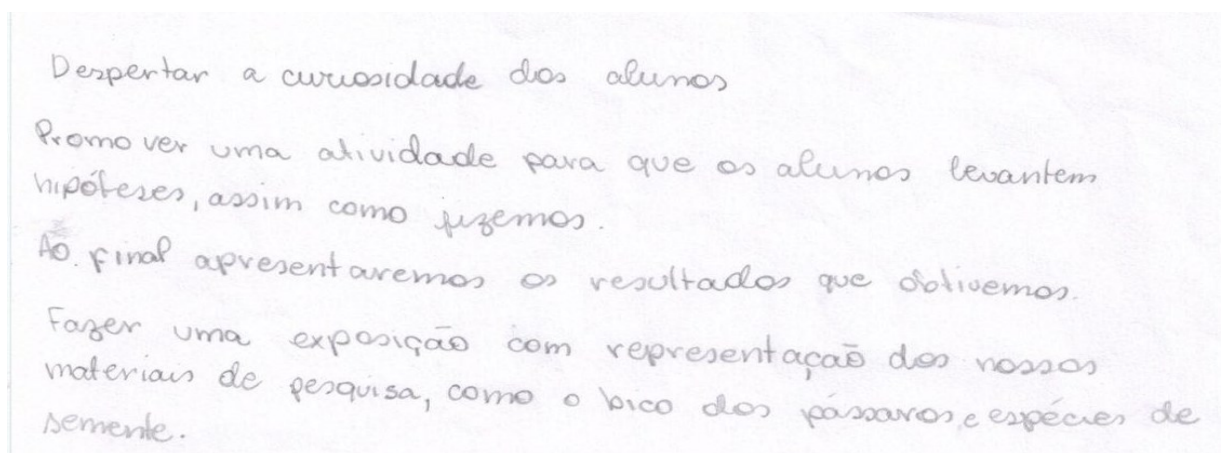 Despertar a curiosidade dos alunos
Promover uma atividade para que os alunos levantem
hipóteses, assim como fizemos.
Ao final apresentaremos os resultados que obtivemos.
Fazer uma exposição com representação dos nossos
materiais de pesquisa, como o bico dos pássaros, e espécies de
semente.